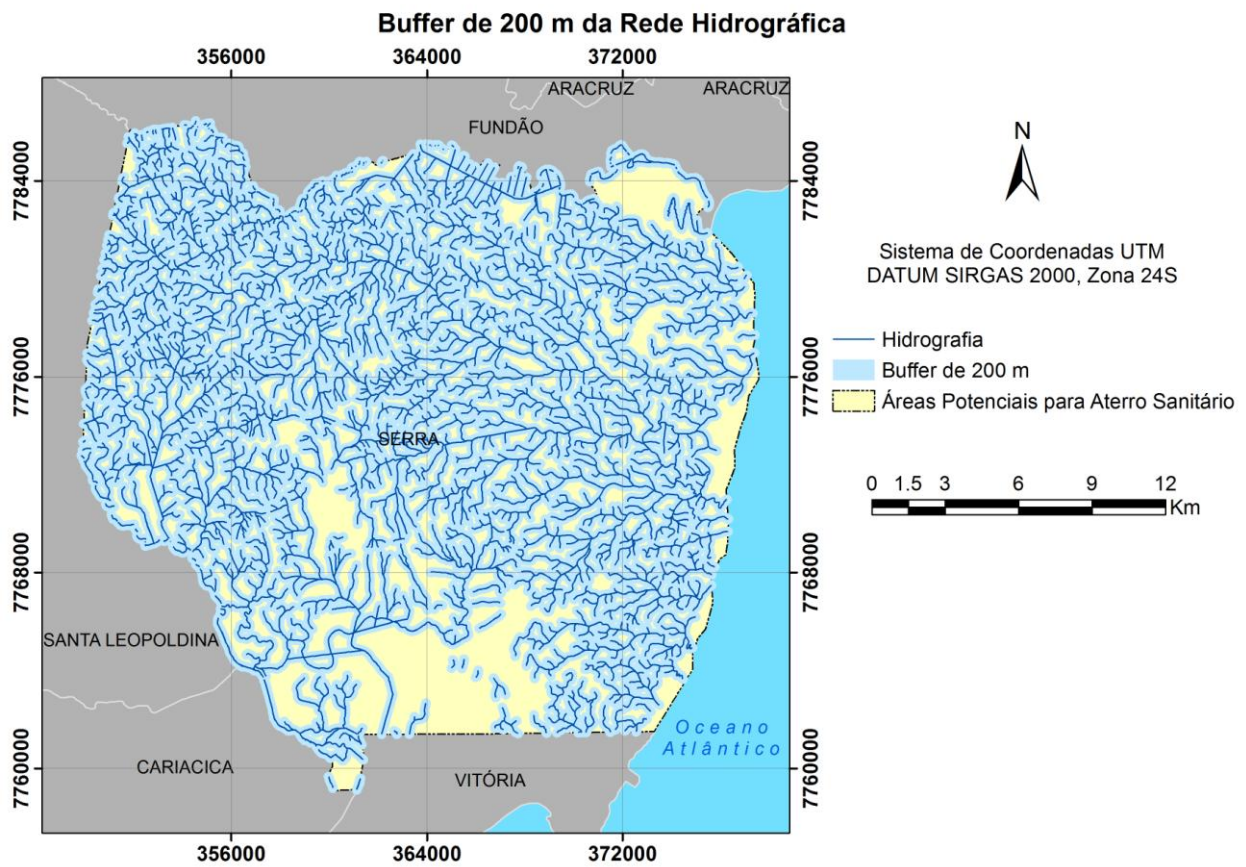 Buffer de 200 m da Rede Hidrográfica
356000 364000 372000
ARACRUZ ARACRUZ
FUNDÃO
N
7784000 7784000
Sistema de Coordenadas UTM
DATUM SIRGAS 2000, Zona 24S
Hidrografia
Buffer de 200 m
Áreas Potenciais para Aterro Sanitário
7776000 7776000
SERRA
0 1.5 3 6 9 12
Km
7768000 7768000
SANTA LEOPOLDINA
Oceano
Atlântico
CARIACICA
VITÓRIA
7760000 7760000
356000 364000 372000